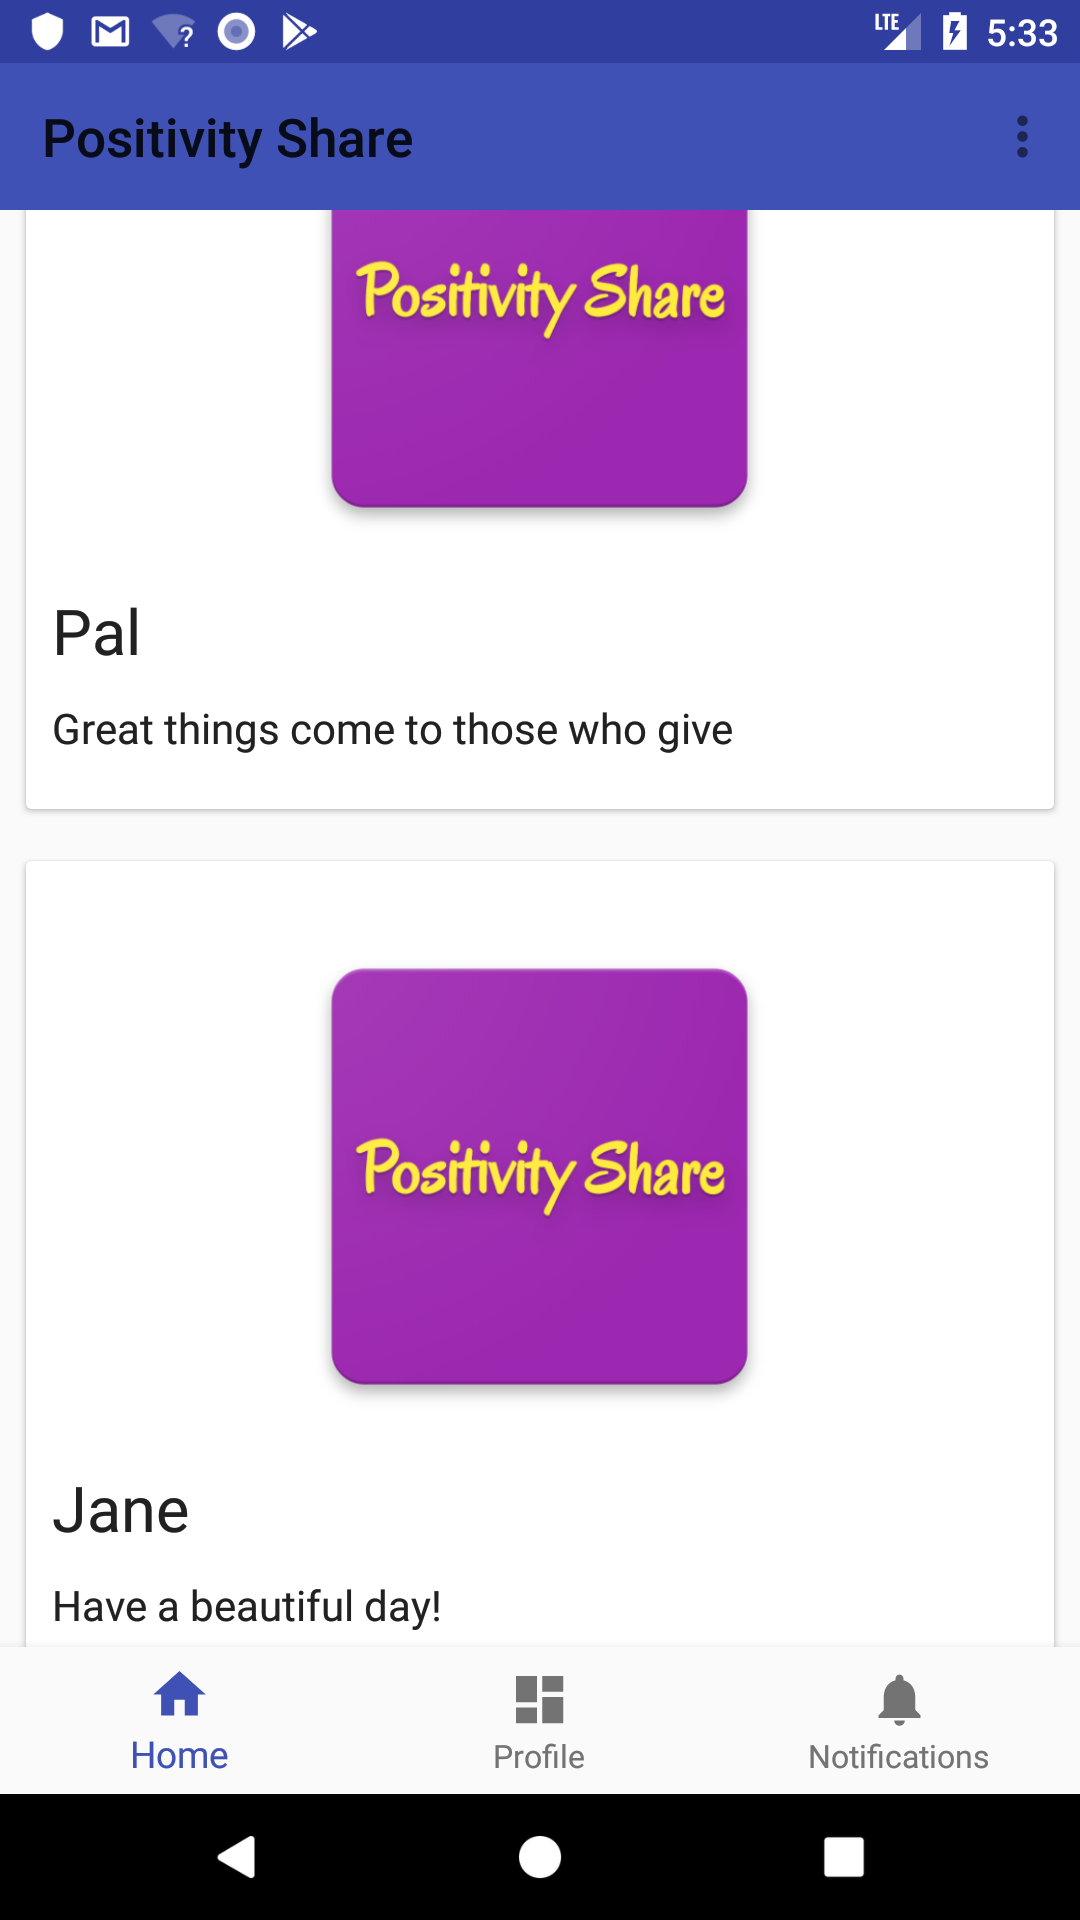 LTE 5:33
Positivity Share
Positivity Share
Pal
Great things come to those who give
Positivity Share
Jane
Have a beautiful day!
Home Profile Notifications